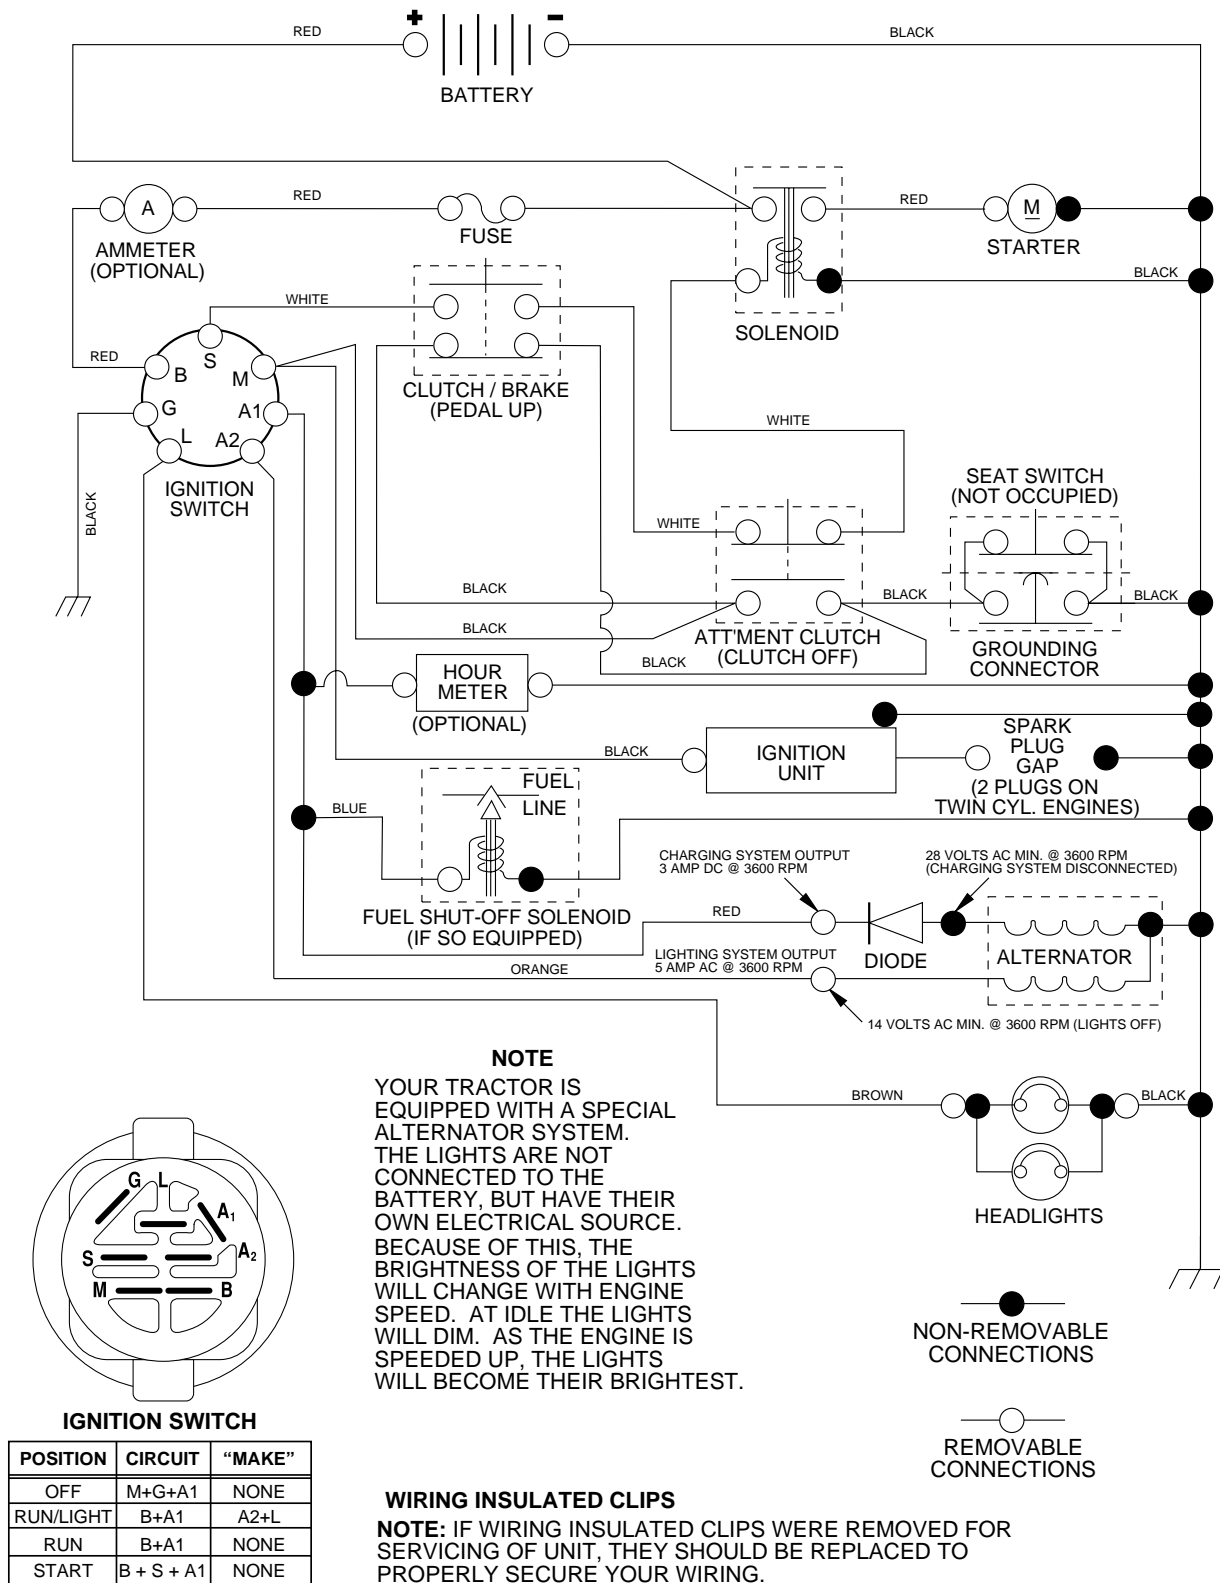 + -
RED
BLACK
BATTERY
A
RED
FUSE
RED
M
AMMETER
(OPTIONAL)
STARTER
BLACK
SOLENOID
WHITE
RED
S
B
M
G
A1
L
A2
CLUTCH / BRAKE
(PEDAL UP)
WHITE
IGNITION
SWITCH
BLACK
SEAT SWITCH
(NOT OCCUPIED)
WHITE
BLACK
BLACK
BLACK
BLACK
ATT'MENT CLUTCH
(CLUTCH OFF)
BLACK
GROUNDING
CONNECTOR
HOUR
METER
(OPTIONAL)
BLACK
IGNITION
UNIT
SPARK
PLUG
GAP
(2 PLUGS ON
TWIN CYL. ENGINES)
FUEL
LINE
BLUE
FUEL SHUT-OFF SOLENOID
(IF SO EQUIPPED)
CHARGING SYSTEM OUTPUT
3 AMP DC @ 3600 RPM
28 VOLTS AC MIN. @ 3600 RPM
(CHARGING SYSTEM DISCONNECTED)
RED
DIODE
ALTERNATOR
LIGHTING SYSTEM OUTPUT
5 AMP AC @ 3600 RPM
ORANGE
14 VOLTS AC MIN. @ 3600 RPM (LIGHTS OFF)
NOTE
YOUR TRACTOR IS
EQUIPPED WITH A SPECIAL
ALTERNATOR SYSTEM.
THE LIGHTS ARE NOT
CONNECTED TO THE
BATTERY, BUT HAVE THEIR
OWN ELECTRICAL SOURCE.
BECAUSE OF THIS, THE
BRIGHTNESS OF THE LIGHTS
WILL CHANGE WITH ENGINE
SPEED. AT IDLE THE LIGHTS
WILL DIM. AS THE ENGINE IS
SPEEDED UP, THE LIGHTS
WILL BECOME THEIR BRIGHTEST.
BROWN
BLACK
HEADLIGHTS
G L
A1
S
A2
M
B
IGNITION SWITCH
POSITION CIRCUIT “MAKE”
OFF M+G+A1 NONE
RUN/LIGHT B+A1 A2+L
RUN B+A1 NONE
START B + S + A1 NONE
NON-REMOVABLE
CONNECTIONS
REMOVABLE
CONNECTIONS
WIRING INSULATED CLIPS
NOTE: IF WIRING INSULATED CLIPS WERE REMOVED FOR
SERVICING OF UNIT, THEY SHOULD BE REPLACED TO
PROPERLY SECURE YOUR WIRING.